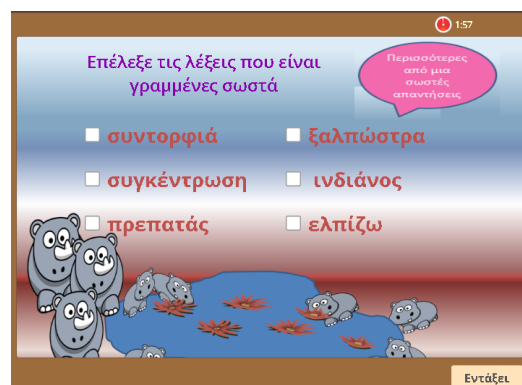 1:57
Επέλεξε τις λέξεις που είναι
γραμμένες σωστά
Περισσότερες
από μια
σωστές
απαντήσεις
συντορφιά
ξαλπώστρα
συγκέντρωση
ινδιάνος
πρεπατάς
ελπίζω
Εντάξει